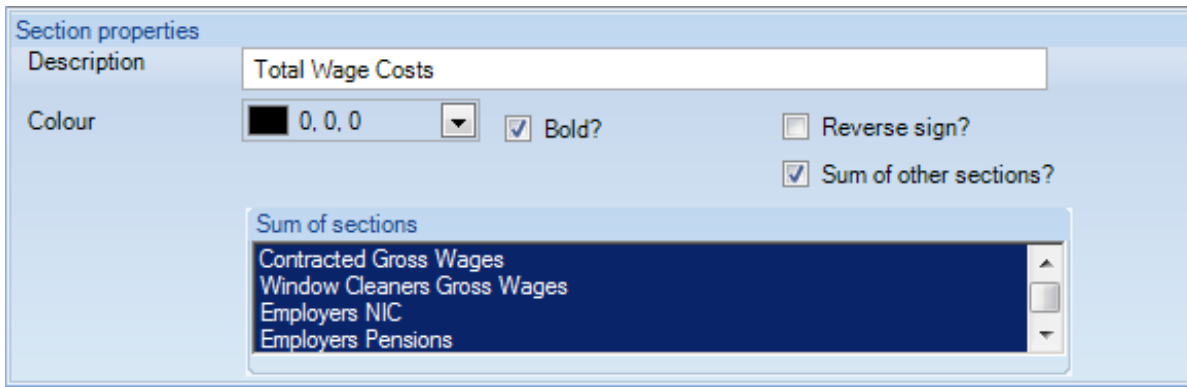 Section properties
Description
Total Wage Costs
Colour
0, 0, 0
Bold?
Reverse sign?
Sum of other sections?
Sum of sections
Contracted Gross Wages
Window Cleaners Gross Wages
Employers NIC
Employers Pensions